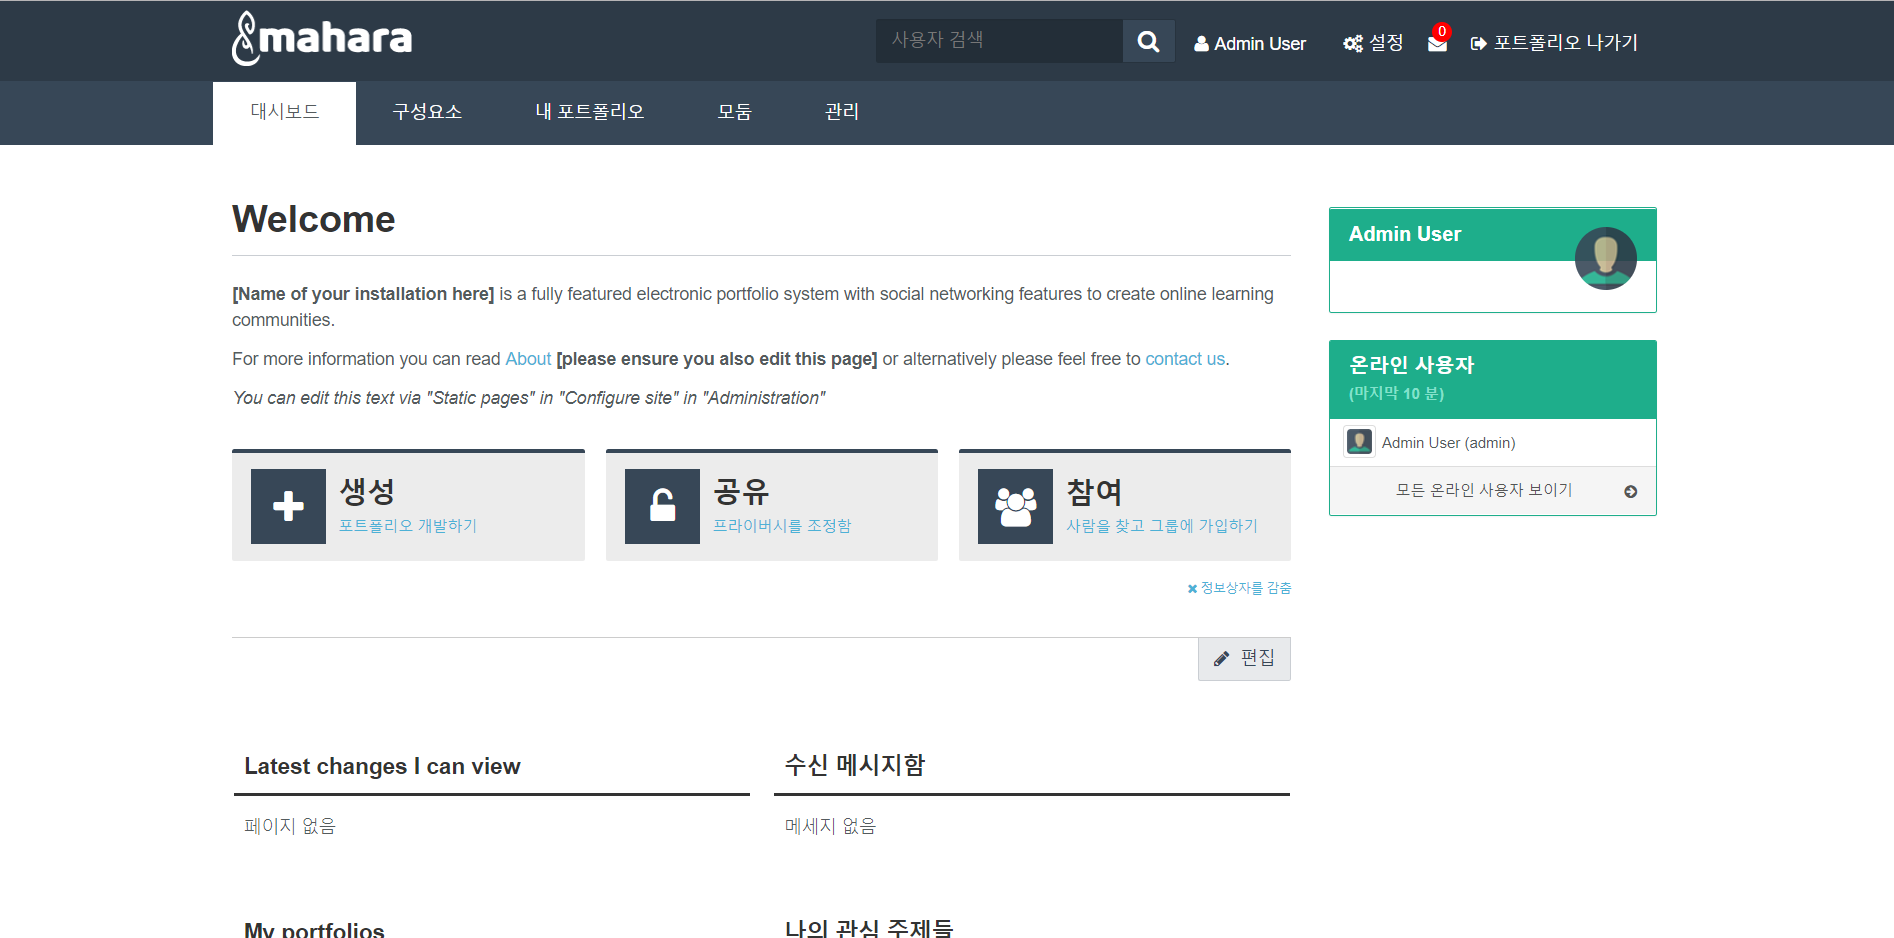 mahara
사용자 검색
Admin User
설정
0
포트폴리오 나가기
대시보드
구성요소
내 포트폴리오
모둠
관리
Welcome
[Name of your installation here] is a fully featured electronic portfolio system with social networking features to create online learning
communities.
For more information you can read About [please ensure you also edit this page] or alternatively please feel free to contact us.
You can edit this text via "Static pages" in "Configure site" in "Administration"
생성
포트폴리오 개발하기
공유
프라이버시를 조정함
참여
사람을 찾고 그룹에 가입하기
정보상자를 감춤
편집
Latest changes I can view
페이지 없음
수신 메시지함
메세지 없음
My portfolios
나의 관심 주제들
Admin User
온라인 사용자
(마지막 10 분)
Admin User (admin)
모든 온라인 사용자 보이기